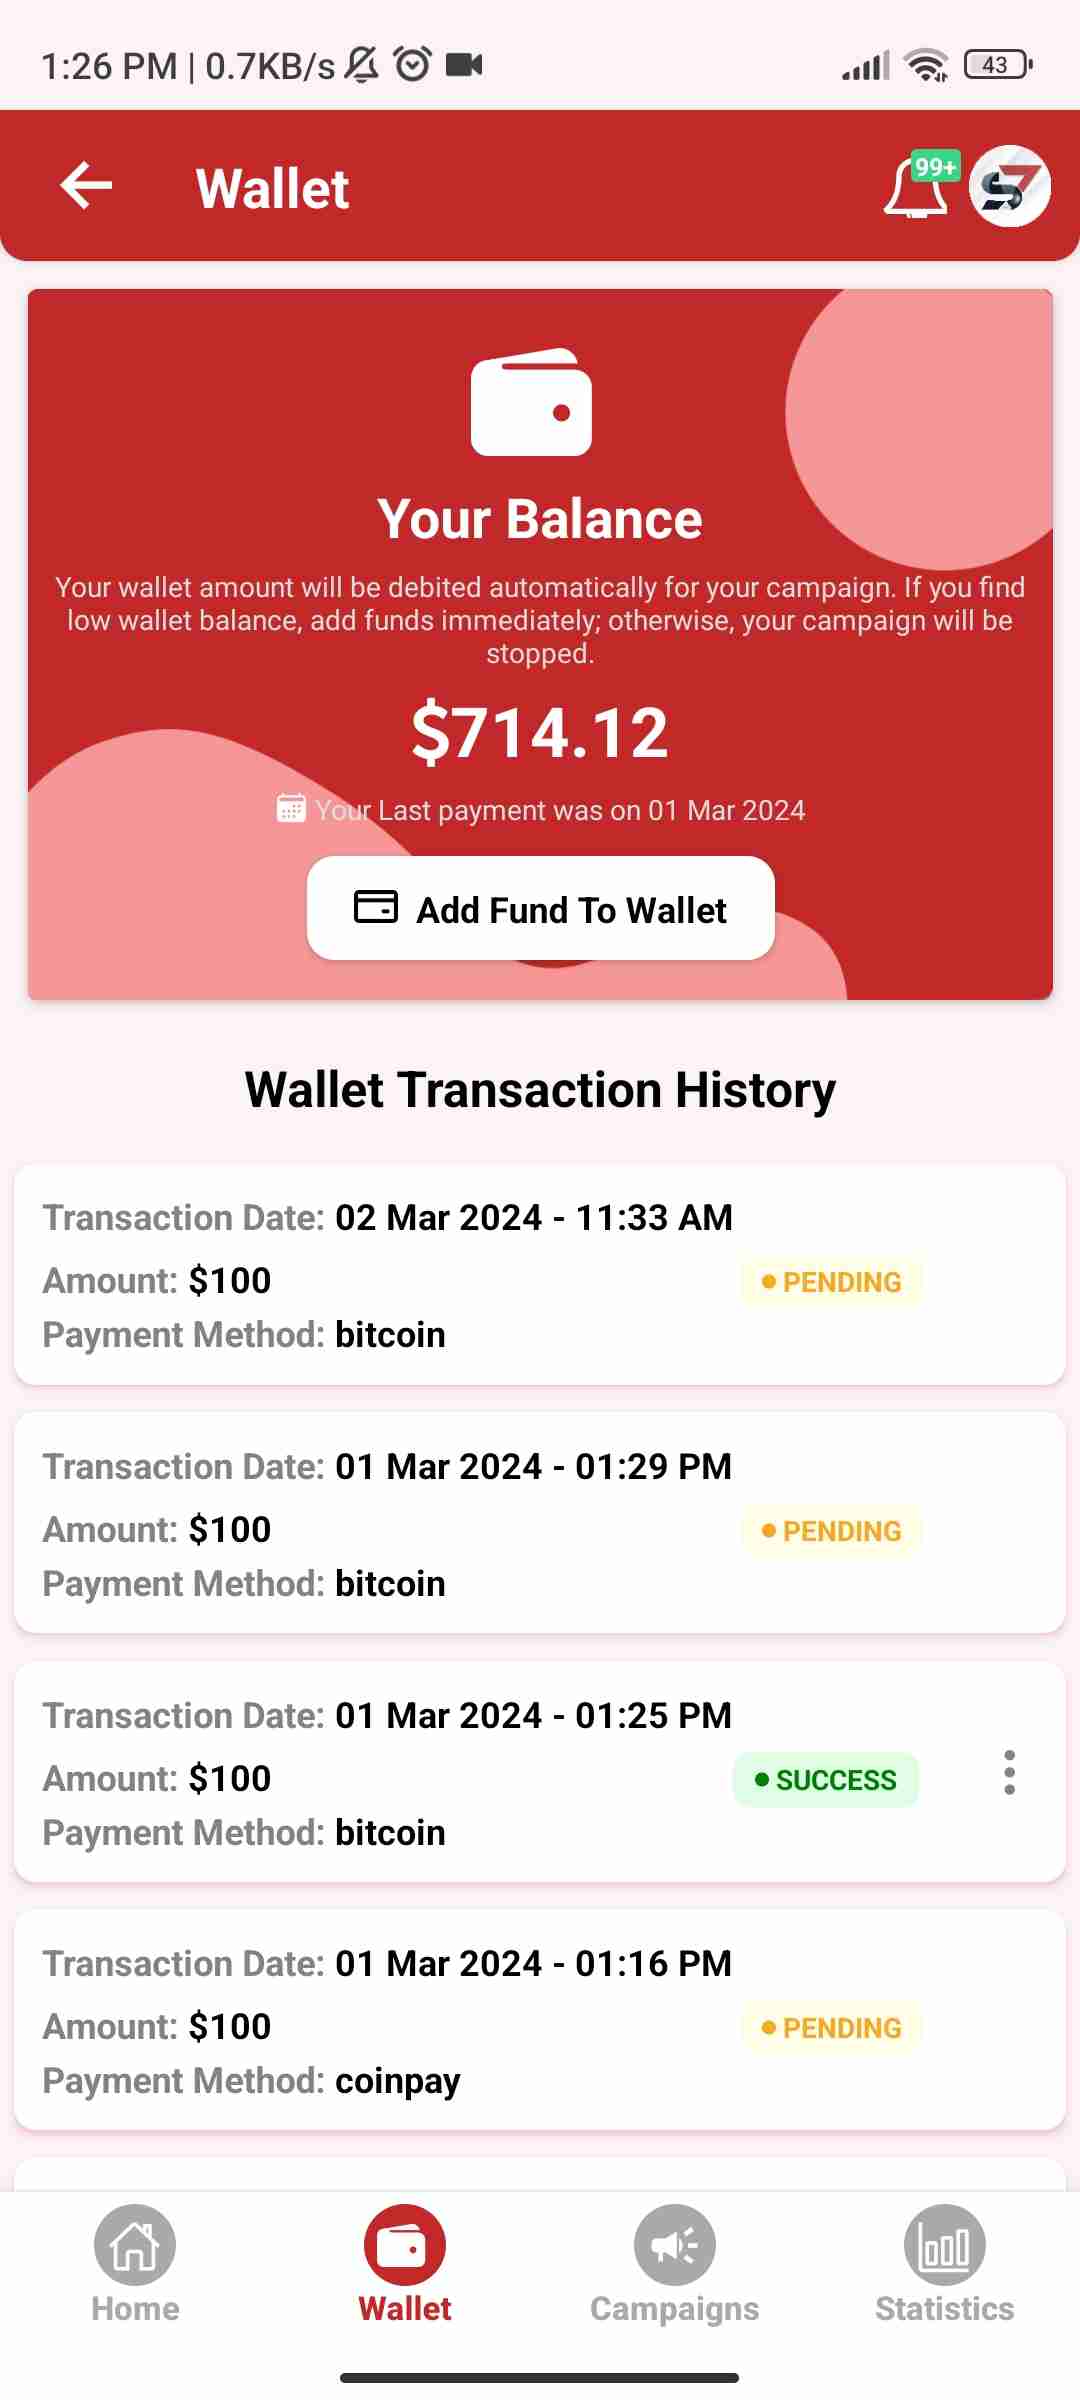 1:26 PM | 0.7KB/s
43
Wallet
99+
S7
Your Balance
Your wallet amount will be debited automatically for your campaign. If you find
low wallet balance, add funds immediately; otherwise, your campaign will be
stopped.
$714.12
Your Last payment was on 01 Mar 2024
Add Fund To Wallet
Wallet Transaction History
Transaction Date: 02 Mar 2024 - 11:33 AM
Amount: $100
PENDING
Payment Method: bitcoin
Transaction Date: 01 Mar 2024 - 01:29 PM
Amount: $100
PENDING
Payment Method: bitcoin
Transaction Date: 01 Mar 2024 - 01:25 PM
Amount: $100
SUCCESS
Payment Method: bitcoin
Transaction Date: 01 Mar 2024 - 01:16 PM
Amount: $100
PENDING
Payment Method: coinpay
Home
Wallet
Campaigns
Statistics